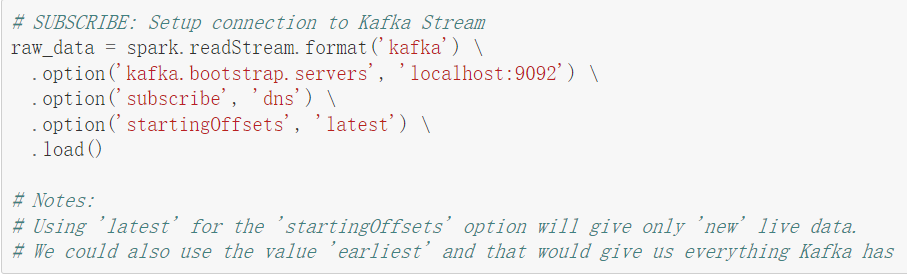 # SUBSCRIBE: Setup connection to Kafka Stream
raw_data = spark.readStream.format('kafka') \
.option('kafka.bootstrap.servers', 'localhost:9092') \
.option('subscribe', 'dns') \
.option('startingOffsets', 'latest') \
.load()
# Notes:
# Using 'latest' for the 'startingOffsets' option will give only 'new' live data.
# We could also use the value 'earliest' and that would give us everything Kafka has